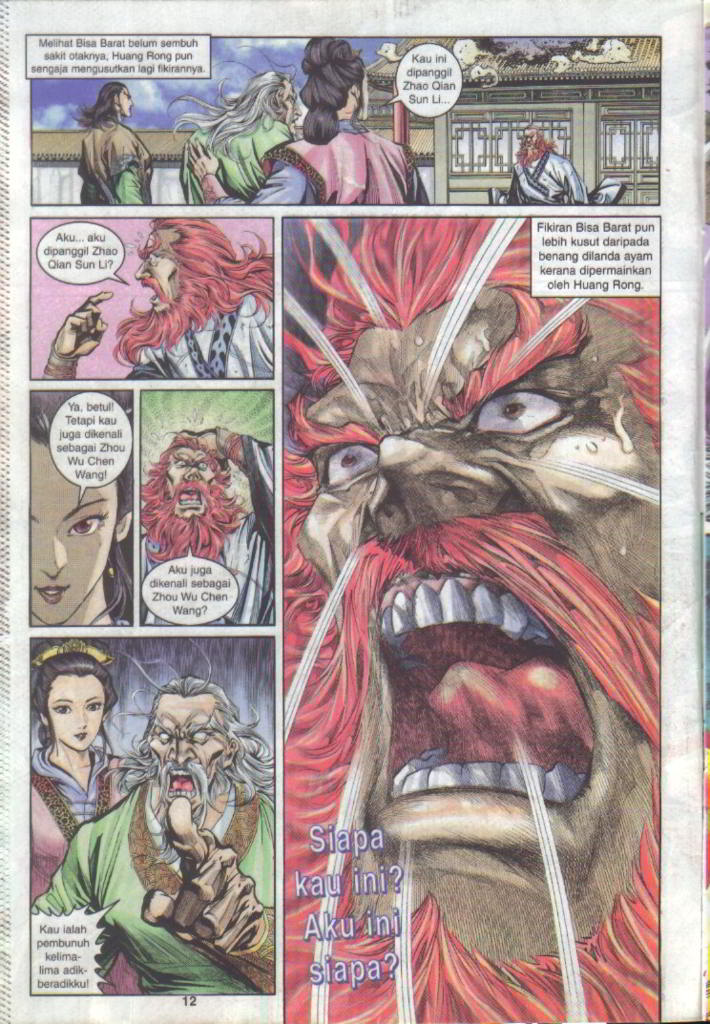 Melihat Bisa Barat belum sembuh
sakit otaknya, Huang Rong pun
sengaja mengusutkan lagi fikirannya.
Kau ini
dipanggil
Zhao Qian
Sun Li...
Aku... aku
dipanggil Zhao
Qian Sun Li?
Fikiran Bisa Barat pun
lebih kusut daripada
benang dilanda ayam
kerana dipermainkan
oleh Huang Rong.
Ya, betul!
Tetapi kau
juga dikenali
sebagai Zhou
Wu Chen
Wang!
Aku juga
dikenali sebagai
Zhou Wu Chen
Wang?
Kau ialah
pembunuh
kelima-
lima adik-
beradikku!
Siapa
kau ini?
Aku ini
siapa?
12